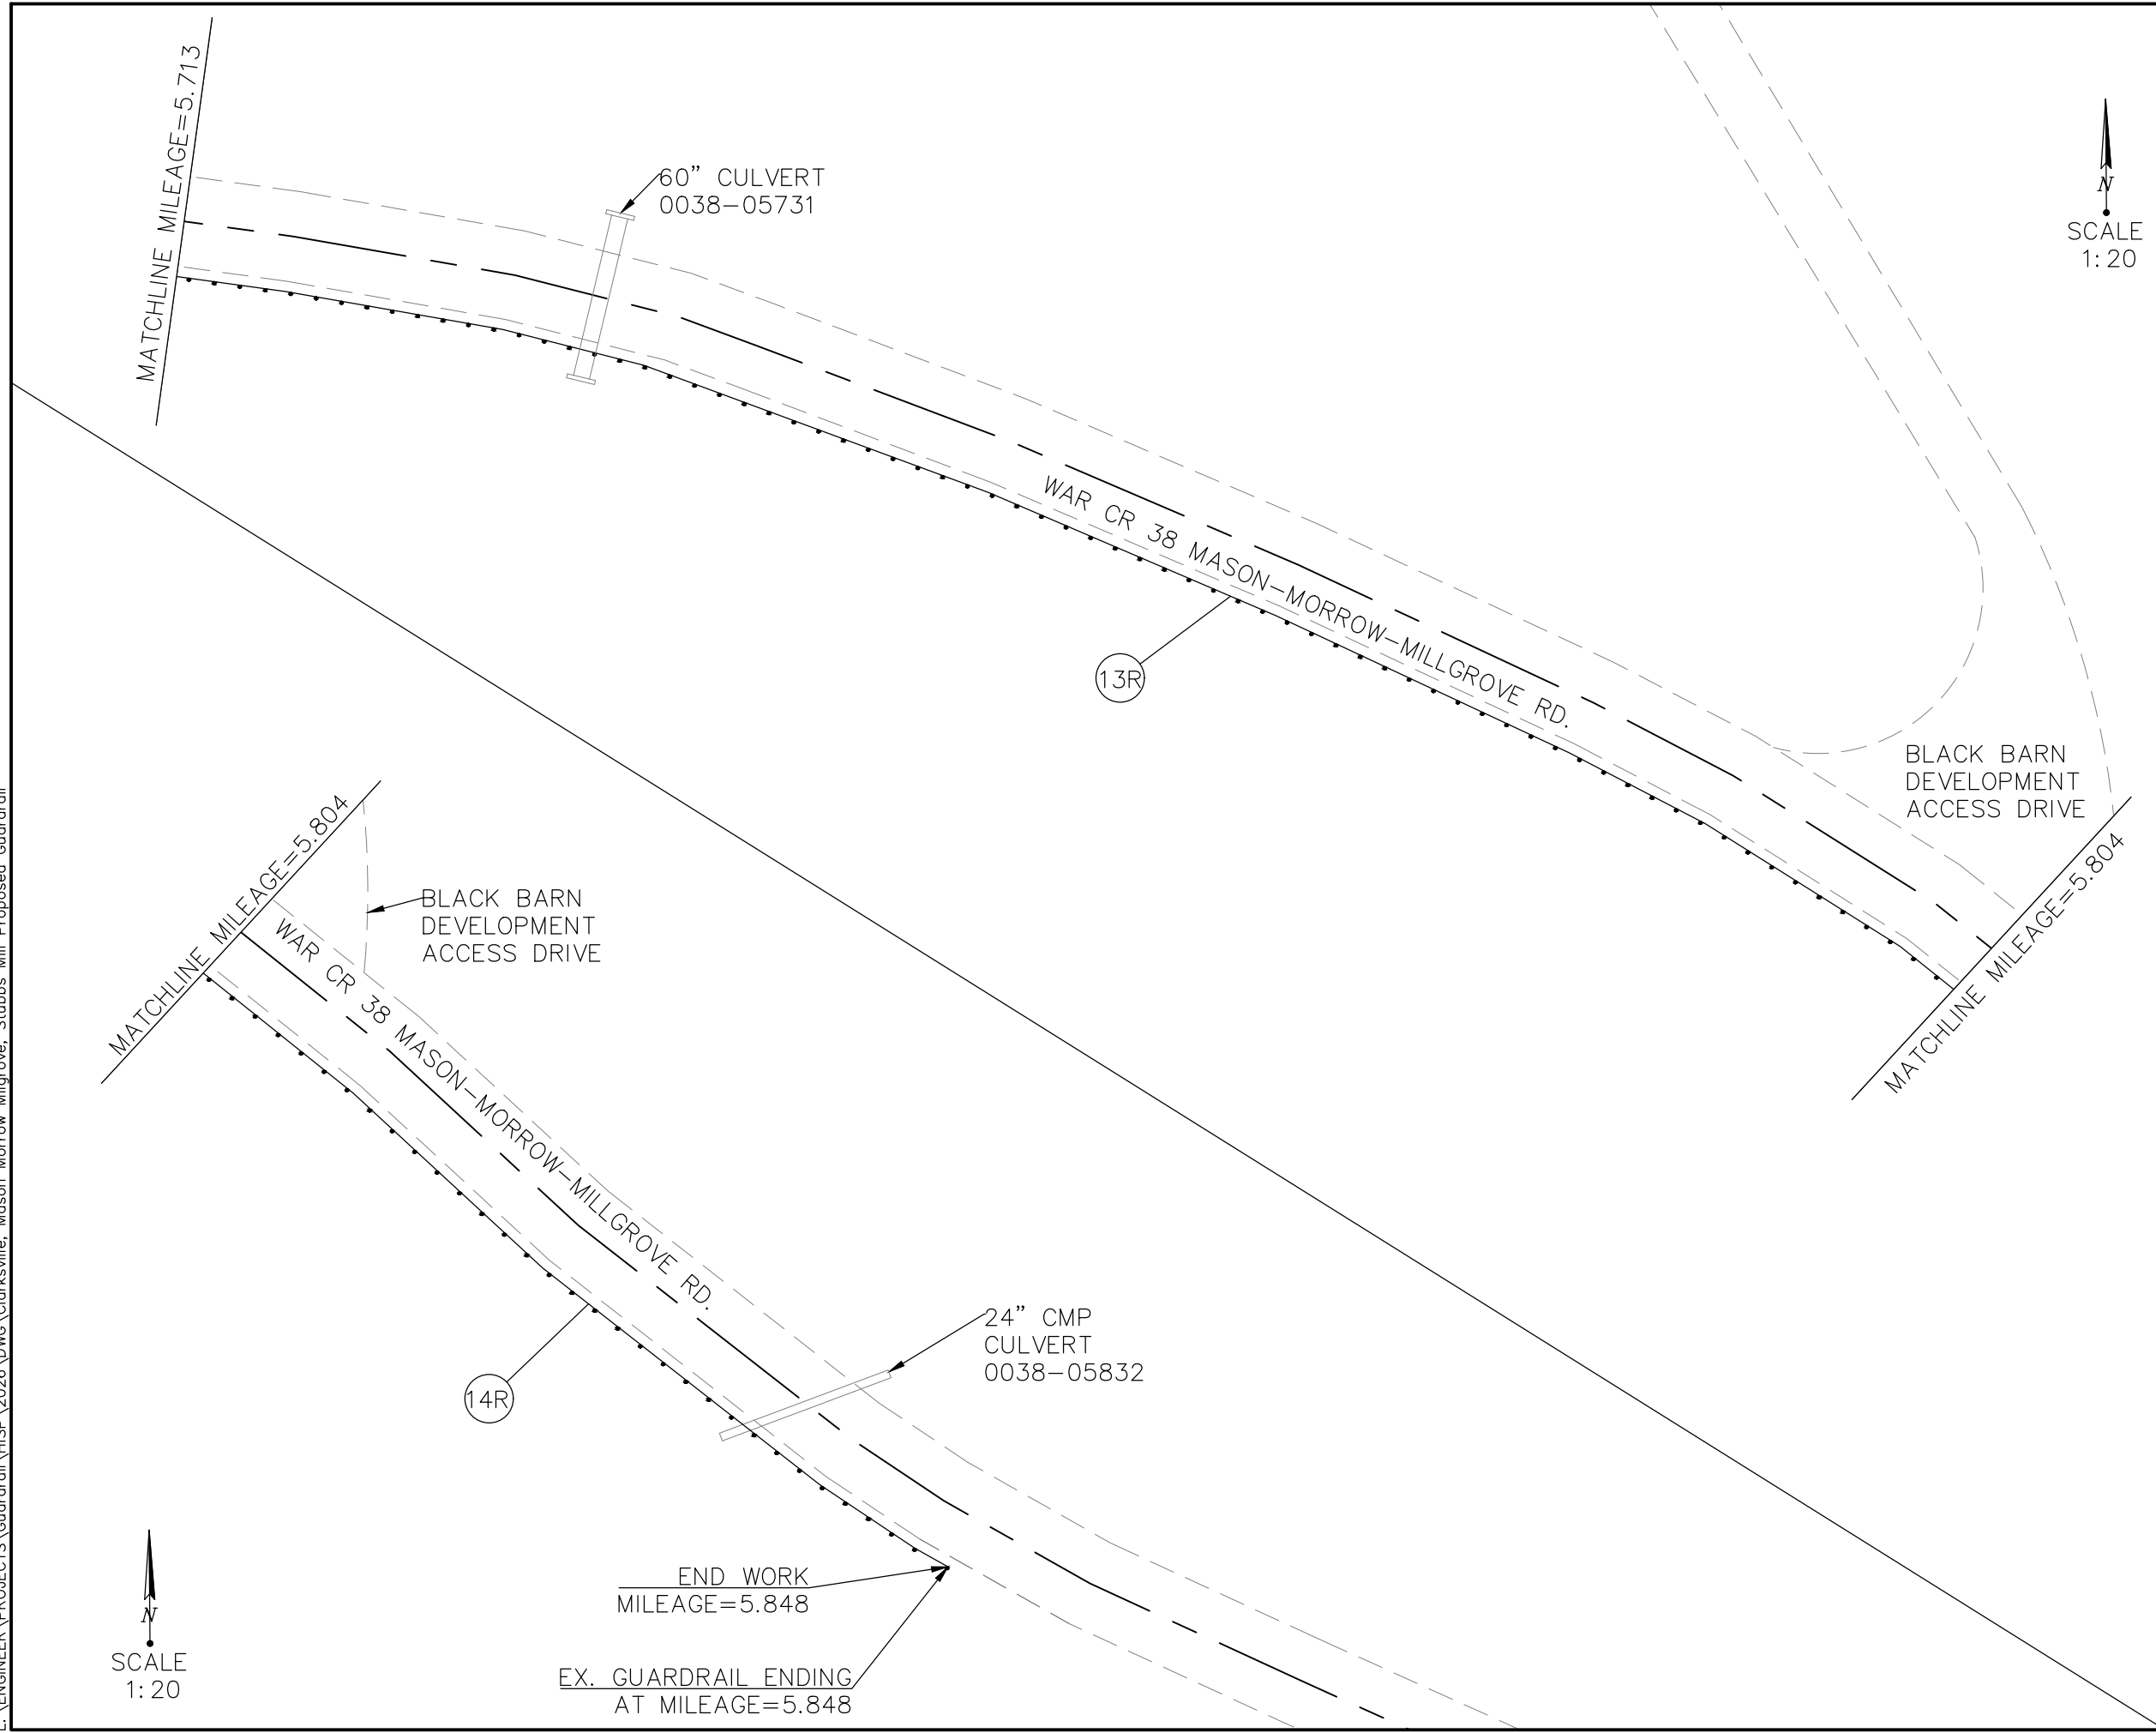 MATCHLINE MILEAGE=5.713
60" CULVERT
0038-05731
N
SCALE
1:20
WAR CR 38 MASON-MORROW-MILLGROVE RD.
13R
BLACK BARN
DEVELOPMENT
ACCESS DRIVE
MATCHLINE MILEAGE=5.804
MATCHLINE MILEAGE=5.804
BLACK BARN
DEVELOPMENT
ACCESS DRIVE
WAR CR 38 MASON-MORROW-MILLGROVE RD.
14R
24" CMP
CULVERT
0038-05832
END WORK
MILEAGE=5.848
EX. GUARDRAIL ENDING
AT MILEAGE=5.848
N
SCALE
1:20